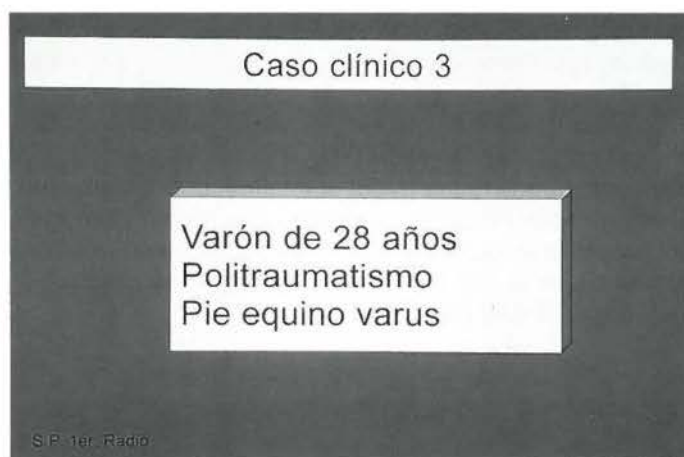 Caso clínico 3
Varón de 28 años
Politraumatismo
Pie equino varus
S.P. 1er. Radio